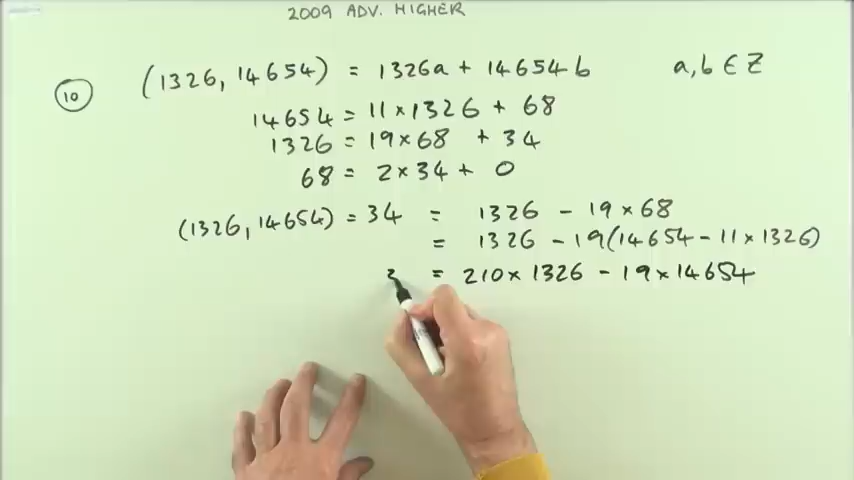 2009 ADV. HIGHER
10 (1326, 14654) = 1326a + 14654b a,b ∈ Z
14654 = 11×1326 + 68
1326 = 19×68 + 34
68 = 2×34 + 0
(1326, 14654) = 34 = 1326 - 19×68
= 1326 - 19(14654 - 11×1326)
= 210×1326 - 19×14654